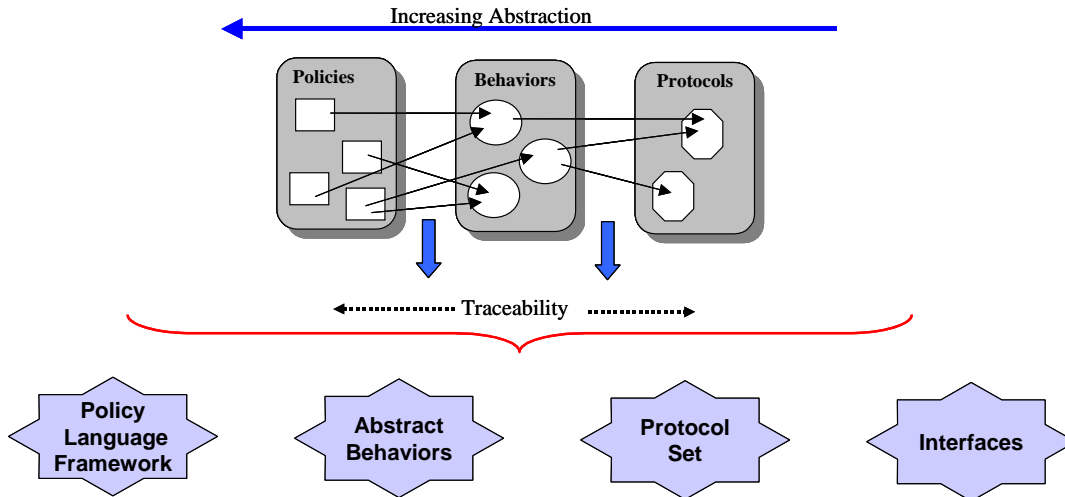 Increasing Abstraction
Policies
Behaviors
Protocols
Traceability
Policy
Language
Framework
Abstract
Behaviors
Protocol
Set
Interfaces